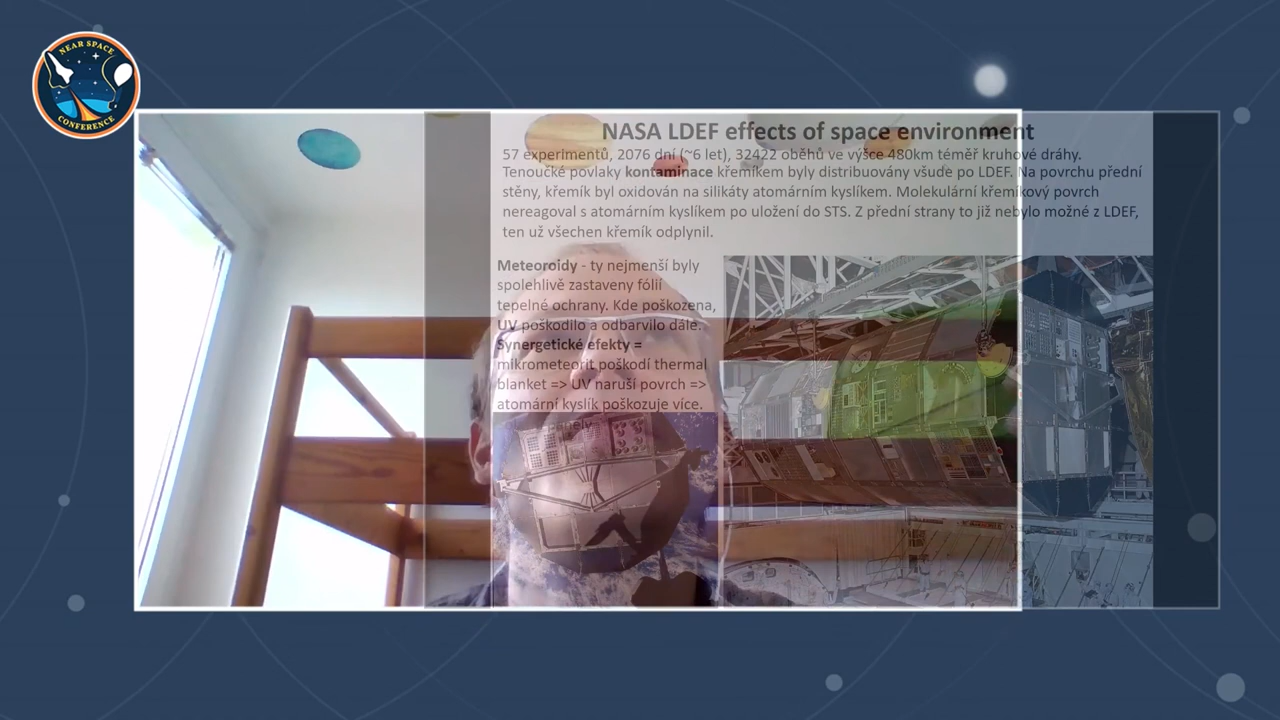 NEAR SPACE
CONFERENCE
NASA LDEF effects of space environment
57 experimentů, 2076 dní (~6 let), 32422 oběhů ve výšce 480km téměř kruhové dráhy.
Tenoučké povlaky kontaminace křemíkem byly distribuovány všude po LDEF. Na povrchu přední
stěny, křemík byl oxidován na silikáty atomárním kyslíkem. Molekulární křemíkový povrch
nereagoval s atomárním kyslíkem po uložení do STS. Z přední strany to již nebylo možné z LDEF,
ten už všechen křemík odplynil.
Meteoroidy - ty nejmenší byly
spolehlivě zastaveny fólií
tepelné ochrany. Kde poškozena,
UV poškodilo a odbarvilo dále.
Synergetické efekty =
mikrometeorit poškodí thermal
blanket => UV naruší povrch =>
atomární kyslík poškozuje více.
panely